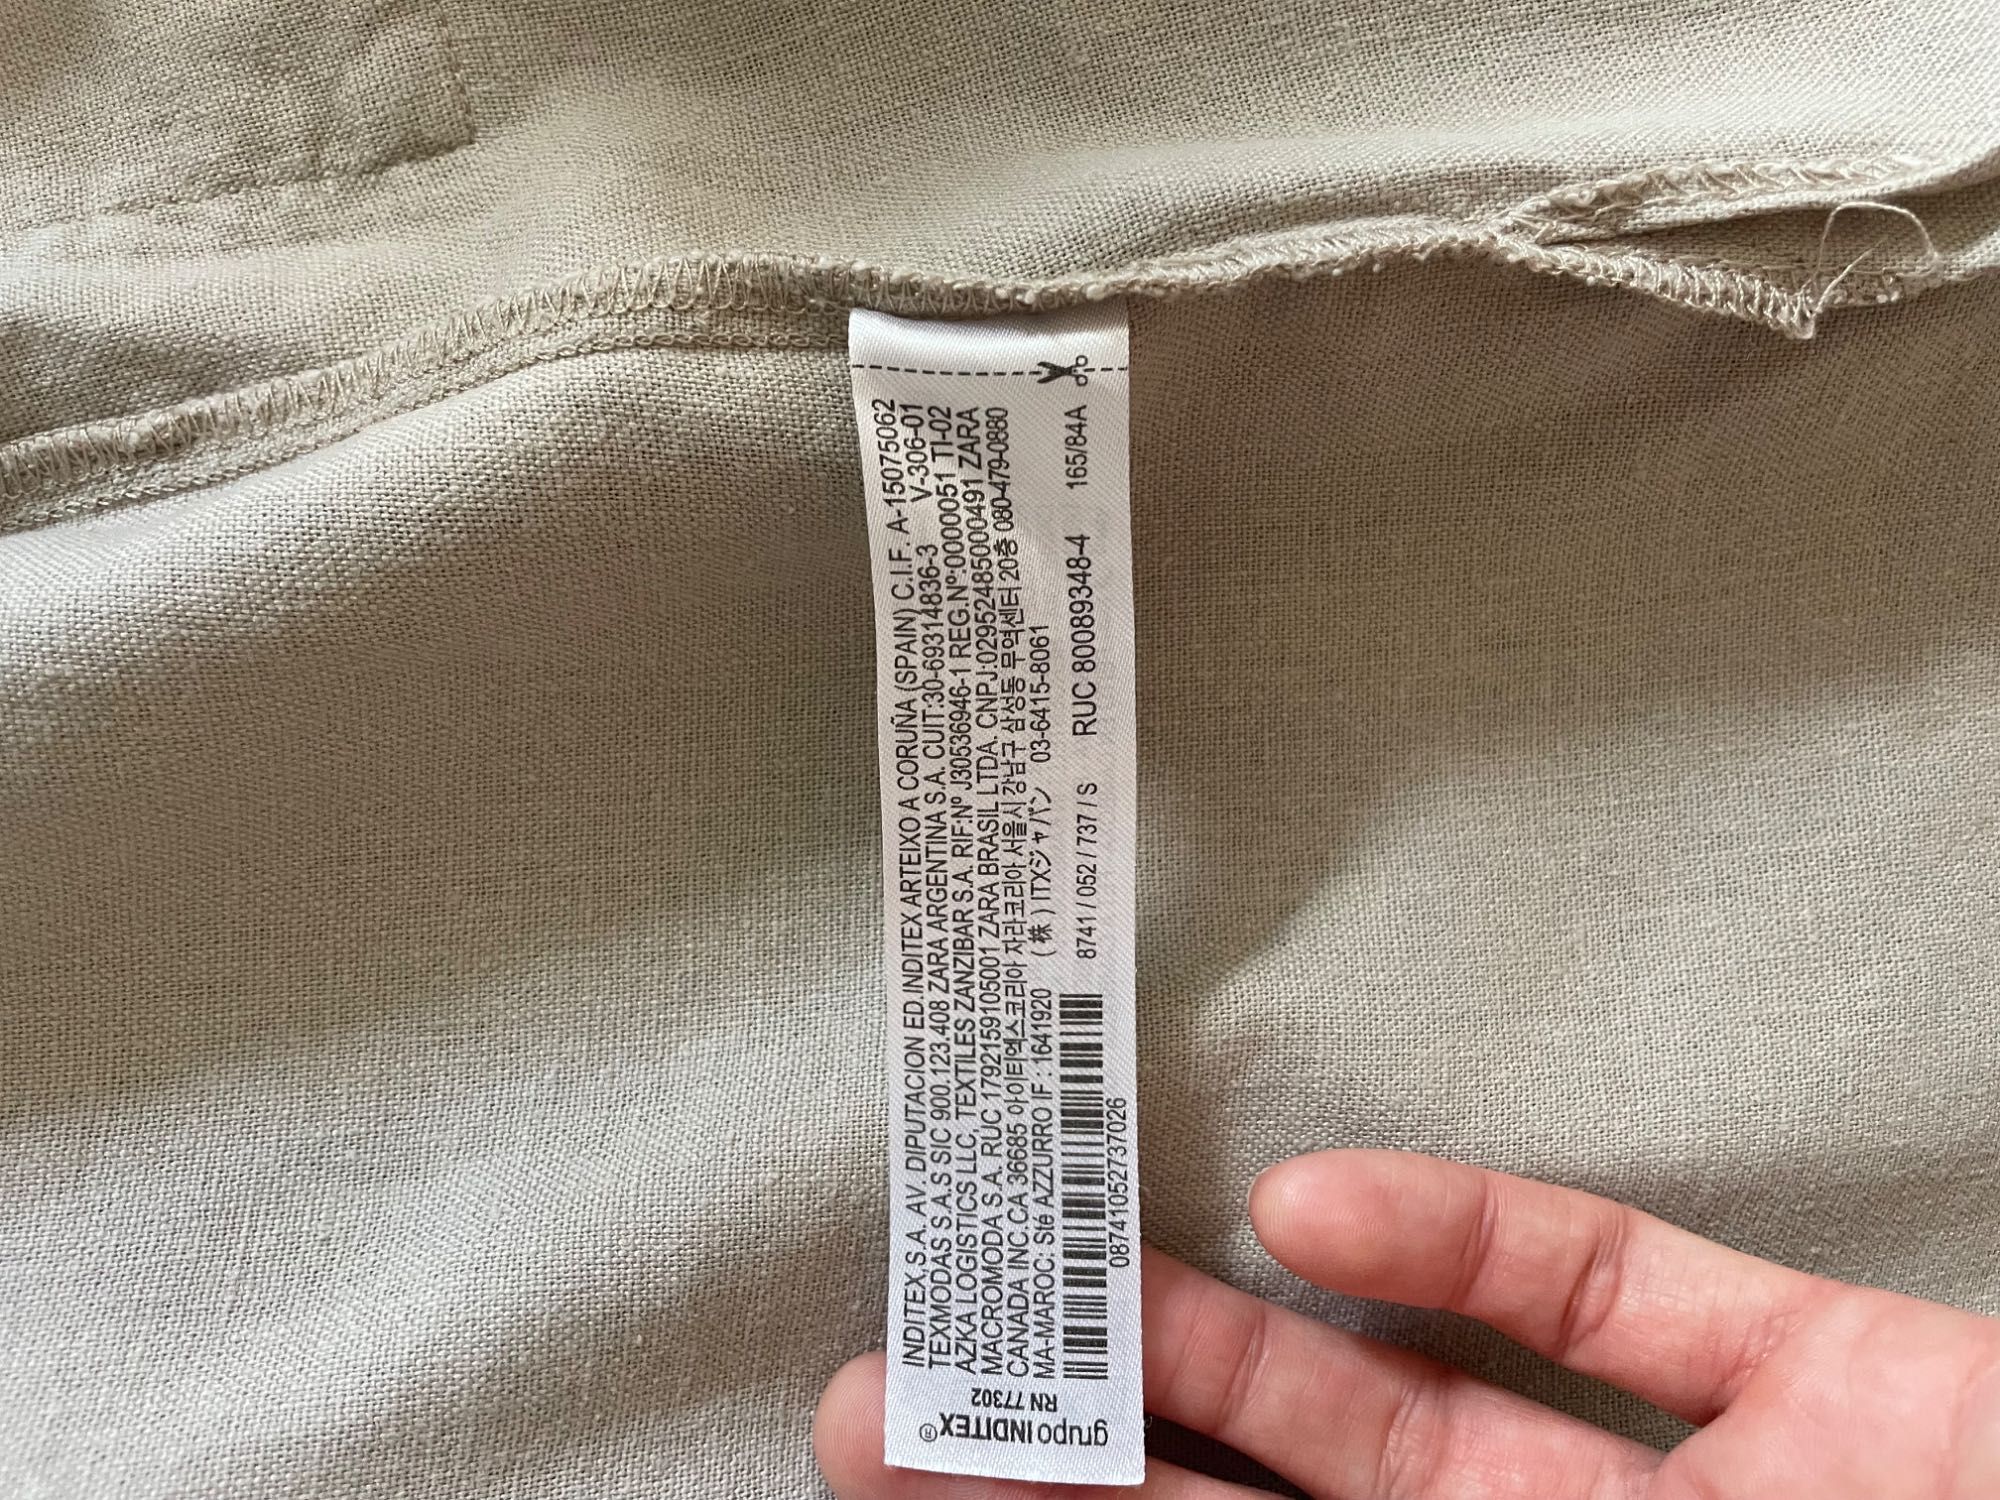 INDITEX,S.A. AV. DIPUTACION ED.INDITEX ARTEIXO A CORUÑA (SPAIN) C.I.F. A-15075062
TEXMODAS S.A.S SIC 900.123.408 ZARA ARGENTINA S.A. CUIT:30-69314836-3 V-306-01
AZKA LOGISTICS LLC, TEXTILES ZANZIBAR S.A. RIF:Nº J30536946-1 REG.Nº:0000051 TI-02
MACROMODA S.A. RUC 1792159105001 ZARA BRASIL LTDA. CNPJ:02952485000491 ZARA
CANADA INC.CA 36685 아이티엑스코리아 자라코리아 서울시 강남구 삼성동 무역센터 20층 080-479-0880
MA-MAROC: Sté AZZURRO IF : 1641920 (株) ITXジャパン 03-6415-8061
8741 / 052 / 737 / S RUC 80089348-4 165/84A
08741052737026
RN 77302
grupo INDITEX®